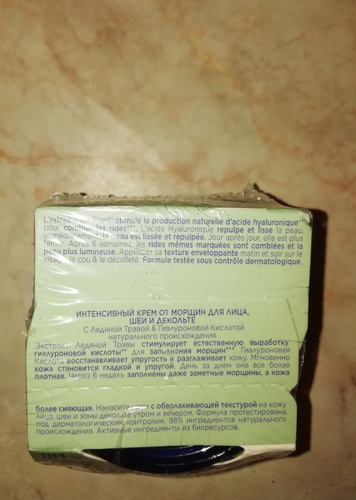 L'extrait d'Ice Plant* stimule la production naturelle d'acide hyaluronique**
pour combler les rides***. L'acide Hyaluronique repulpe et lisse la peau.
Immédiatement, la peau est lissée et repulpée. Jour après jour, elle est plus
ferme. Après 6 semaines, les rides mêmes marquées sont comblées et la
peau plus lumineuse. Appliquer sa texture enveloppante matin et soir sur le
visage, le cou & le décolleté. Formule testée sous contrôle dermatologique.
ИНТЕНСИВНЫЙ КРЕМ ОТ МОРЩИН ДЛЯ ЛИЦА,
ШЕИ И ДЕКОЛЬТЕ
С Ледяной Травой & Гиалуроновой Кислотой
натурального происхождения
Экстракт Ледяной Травы стимулирует естественную выработку
гиалуроновой кислоты** для заполнения морщин***. Гиалуроновая
Кислота восстанавливает упругость и разглаживает кожу. Мгновенно
кожа становится гладкой и упругой. День за днем она все более
плотная. Через 6 недель заполнены даже заметные морщины, а кожа
более сияющая. Наносите крем с обволакивающей текстурой на кожу
лица, шеи и зоны декольте утром и вечером. Формула протестирована
под дерматологическим контролем. 98% ингредиентов натурального
происхождения. Активные ингредиенты из биоресурсов.